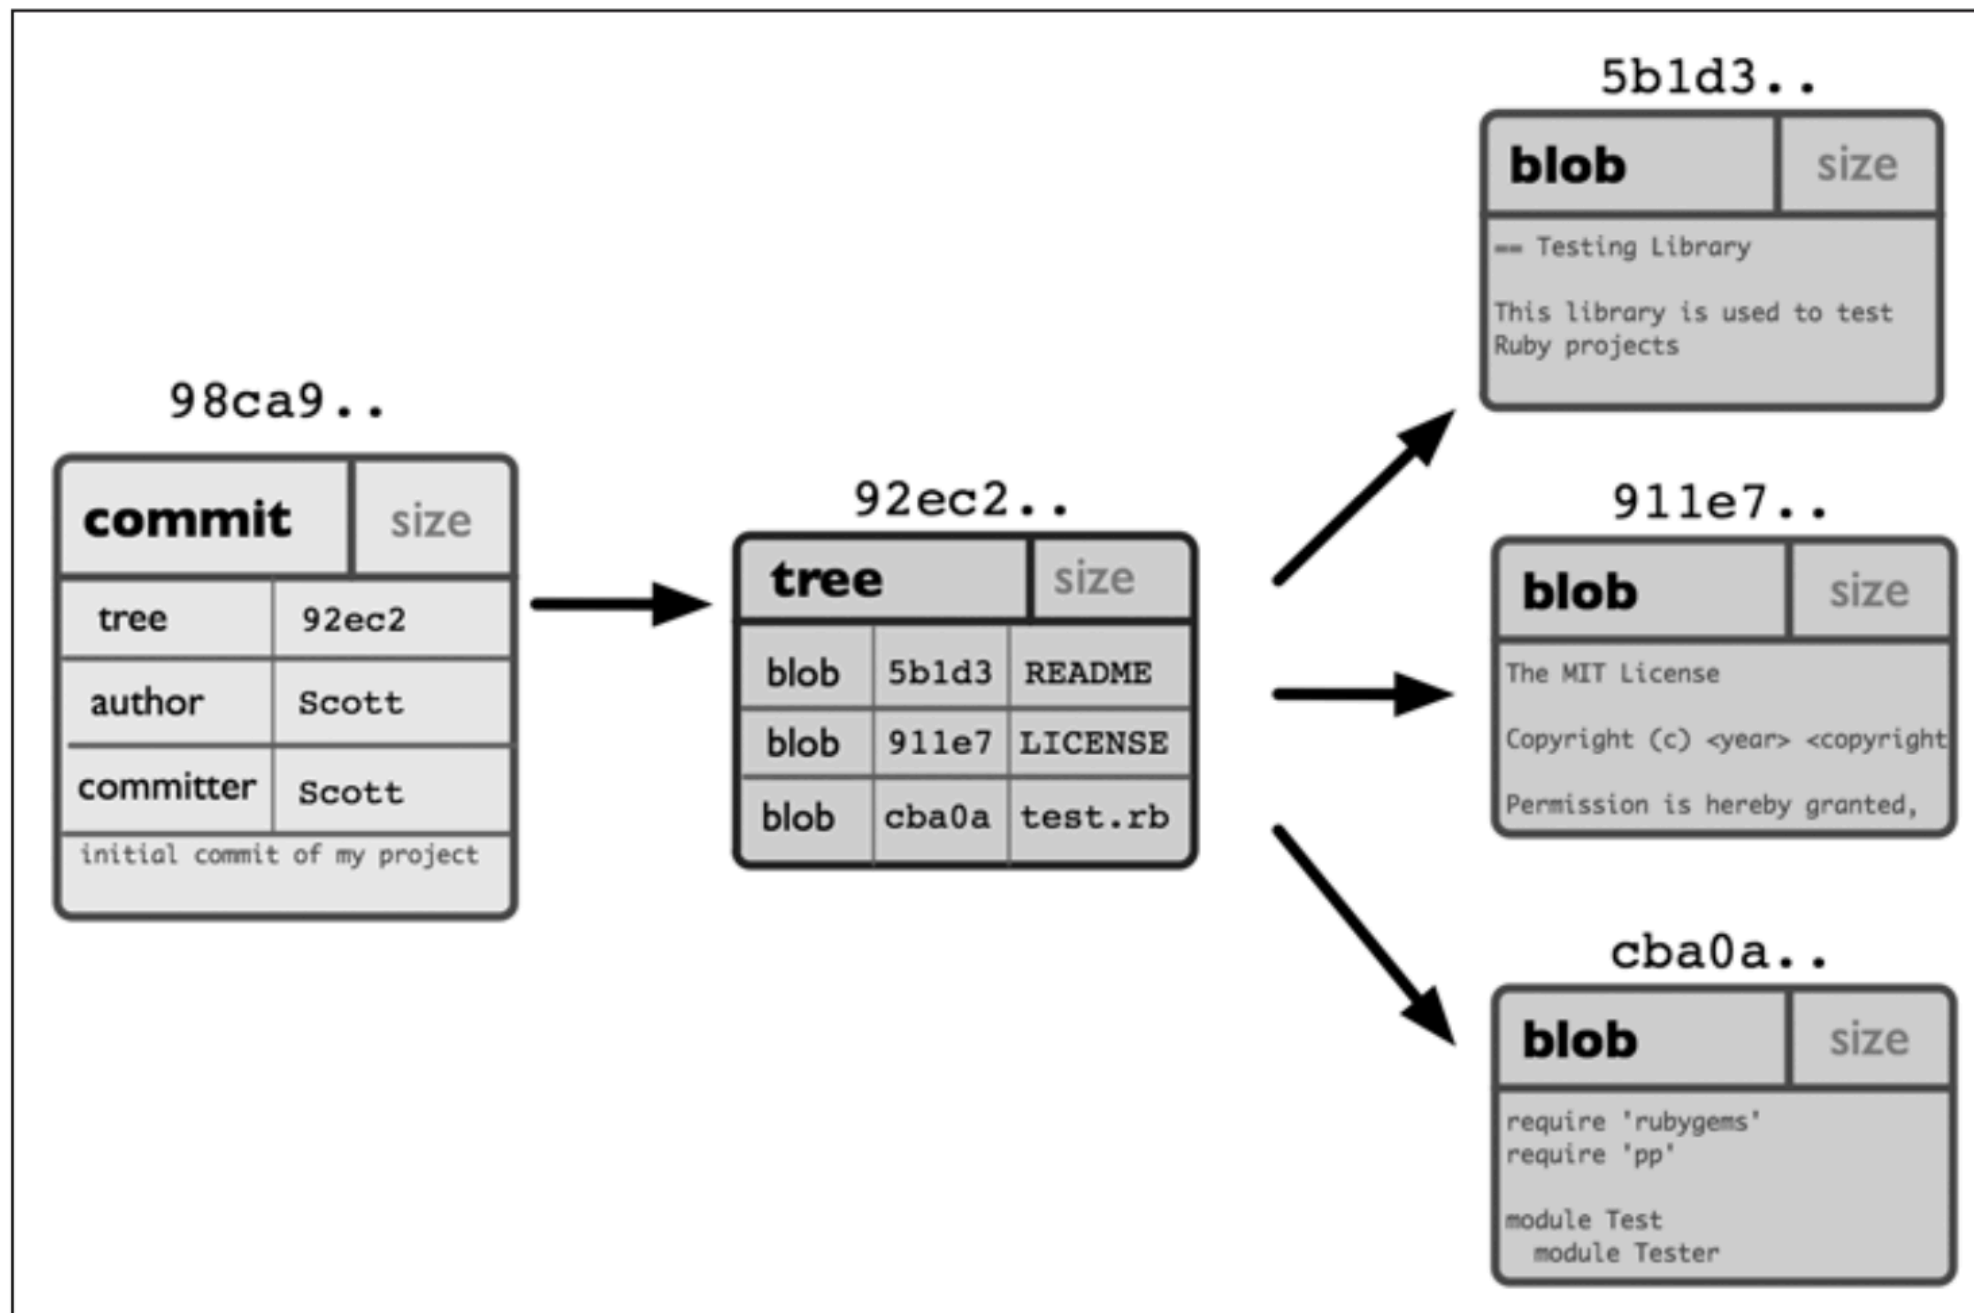 98ca9..
commit size
tree 92ec2
author Scott
committer Scott
initial commit of my project
92ec2..
tree size
blob 5b1d3 README
blob 911e7 LICENSE
blob cba0a test.rb
5b1d3..
blob size
== Testing Library
This library is used to test
Ruby projects
911e7..
blob size
The MIT License
Copyright (c) <year> <copyright
Permission is hereby granted,
cba0a..
blob size
require 'rubygems'
require 'pp'
module Test
module Tester